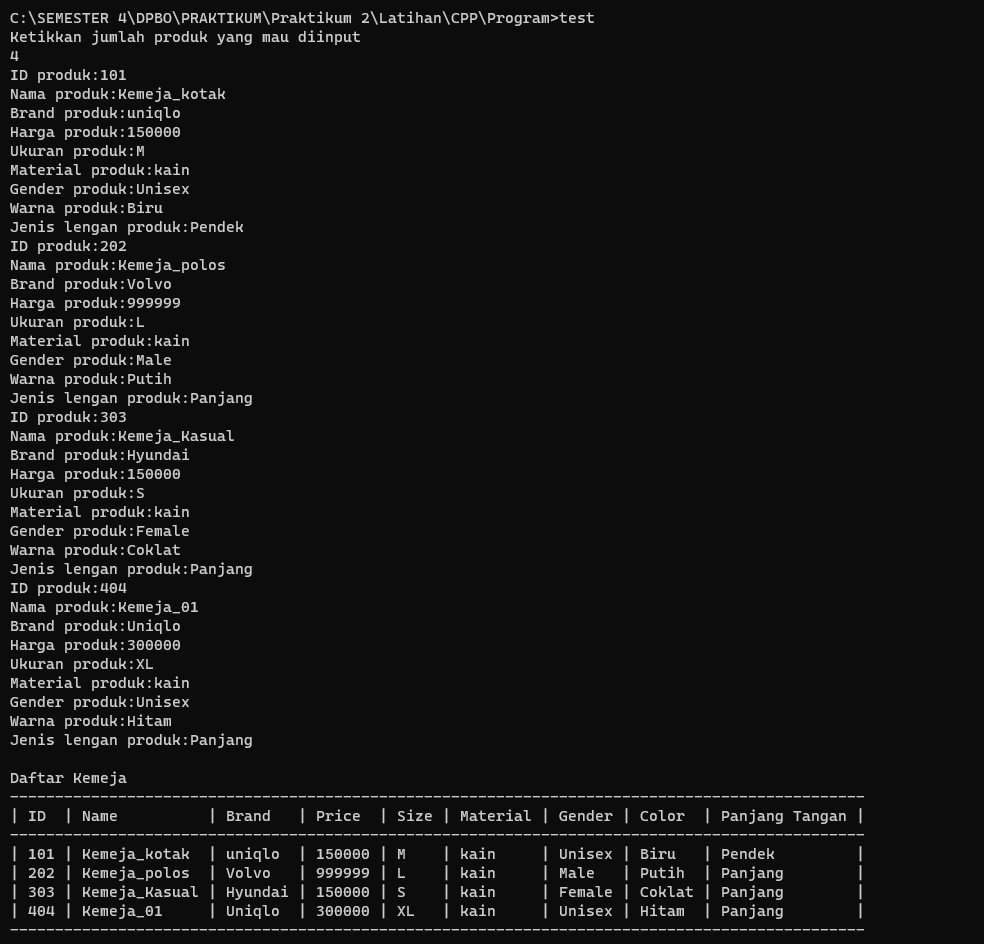 C:\SEMESTER 4\DPBO\PRAKTIKUM\Praktikum 2\Latihan\CPP\Program>test
Ketikkan jumlah produk yang mau diinput
4
ID produk:101
Nama produk:Kemeja_kotak
Brand produk:uniqlo
Harga produk:150000
Ukuran produk:M
Material produk:kain
Gender produk:Unisex
Warna produk:Biru
Jenis lengan produk:Pendek
ID produk:202
Nama produk:Kemeja_polos
Brand produk:Volvo
Harga produk:999999
Ukuran produk:L
Material produk:kain
Gender produk:Male
Warna produk:Putih
Jenis lengan produk:Panjang
ID produk:303
Nama produk:Kemeja_Kasual
Brand produk:Hyundai
Harga produk:150000
Ukuran produk:S
Material produk:kain
Gender produk:Female
Warna produk:Coklat
Jenis lengan produk:Panjang
ID produk:404
Nama produk:Kemeja_01
Brand produk:Uniqlo
Harga produk:300000
Ukuran produk:XL
Material produk:kain
Gender produk:Unisex
Warna produk:Hitam
Jenis lengan produk:Panjang

Daftar Kemeja
-----------------------------------------------------------------------------------------------
| ID  | Name          | Brand   | Price  | Size | Material | Gender | Color  | Panjang Tangan |
-----------------------------------------------------------------------------------------------
| 101 | Kemeja_kotak  | uniqlo  | 150000 | M    | kain     | Unisex | Biru   | Pendek         |
| 202 | Kemeja_polos  | Volvo   | 999999 | L    | kain     | Male   | Putih  | Panjang        |
| 303 | Kemeja_Kasual | Hyundai | 150000 | S    | kain     | Female | Coklat | Panjang        |
| 404 | Kemeja_01     | Uniqlo  | 300000 | XL   | kain     | Unisex | Hitam  | Panjang        |
-----------------------------------------------------------------------------------------------